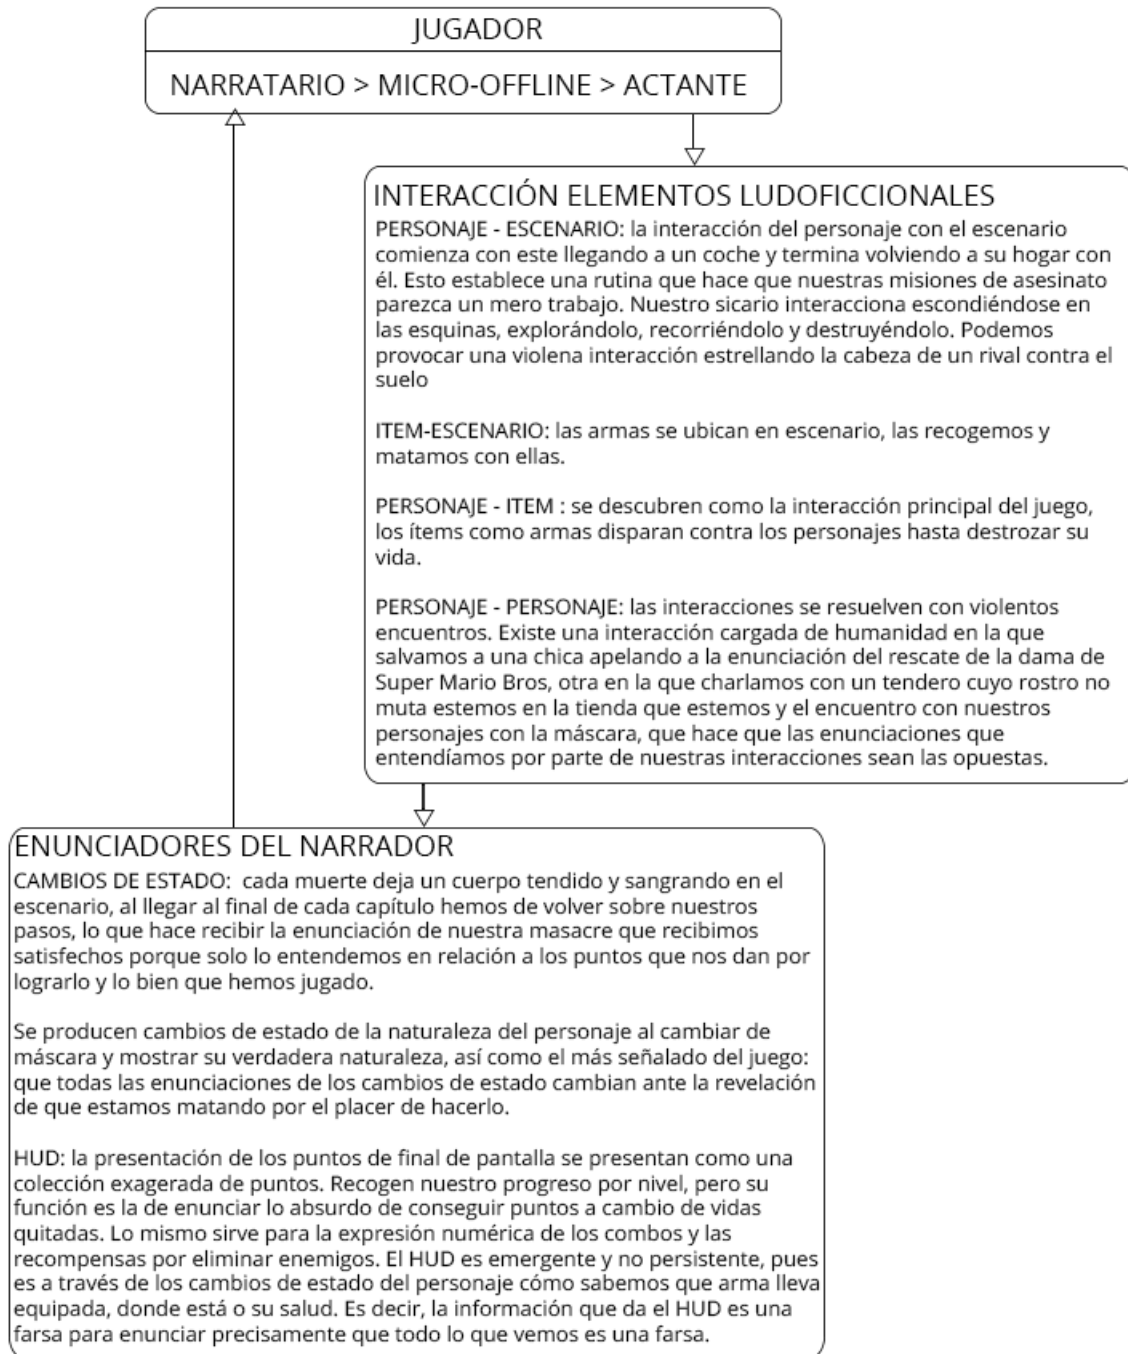 JUGADOR
NARRATARIO > MICRO-OFFLINE > ACTANTE
INTERACCIÓN ELEMENTOS LUDOFICCIONALES
PERSONAJE - ESCENARIO: la interacción del personaje con el escenario
comienza con este llegando a un coche y termina volviendo a su hogar con
él. Esto establece una rutina que hace que nuestras misiones de asesinato
parezca un mero trabajo. Nuestro sicario interacciona escondiéndose en
las esquinas, explorándolo, recorriéndolo y destruyéndolo. Podemos
provocar una violena interacción estrellando la cabeza de un rival contra el
suelo
ITEM-ESCENARIO: las armas se ubican en escenario, las recogemos y
matamos con ellas.
PERSONAJE - ITEM : se descubren como la interacción principal del juego,
los ítems como armas disparan contra los personajes hasta destrozar su
vida.
PERSONAJE - PERSONAJE: las interacciones se resuelven con violentos
encuentros. Existe una interacción cargada de humanidad en la que
salvamos a una chica apelando a la enunciación del rescate de la dama de
Super Mario Bros, otra en la que charlamos con un tendero cuyo rostro no
muta estemos en la tienda que estemos y el encuentro con nuestros
personajes con la máscara, que hace que las enunciaciones que
entendíamos por parte de nuestras interacciones sean las opuestas.
ENUNCIADORES DEL NARRADOR
CAMBIOS DE ESTADO: cada muerte deja un cuerpo tendido y sangrando en el
escenario, al llegar al final de cada capítulo hemos de volver sobre nuestros
pasos, lo que hace recibir la enunciación de nuestra masacre que recibimos
satisfechos porque solo lo entendemos en relación a los puntos que nos dan por
lograrlo y lo bien que hemos jugado.
Se producen cambios de estado de la naturaleza del personaje al cambiar de
máscara y mostrar su verdadera naturaleza, así como el más señalado del juego:
que todas las enunciaciones de los cambios de estado cambian ante la revelación
de que estamos matando por el placer de hacerlo.
HUD: la presentación de los puntos de final de pantalla se presentan como una
colección exagerada de puntos. Recogen nuestro progreso por nivel, pero su
función es la de enunciar lo absurdo de conseguir puntos a cambio de vidas
quitadas. Lo mismo sirve para la expresión numérica de los combos y las
recompensas por eliminar enemigos. El HUD es emergente y no persistente, pues
es a través de los cambios de estado del personaje cómo sabemos que arma lleva
equipada, donde está o su salud. Es decir, la información que da el HUD es una
farsa para enunciar precisamente que todo lo que vemos es una farsa.